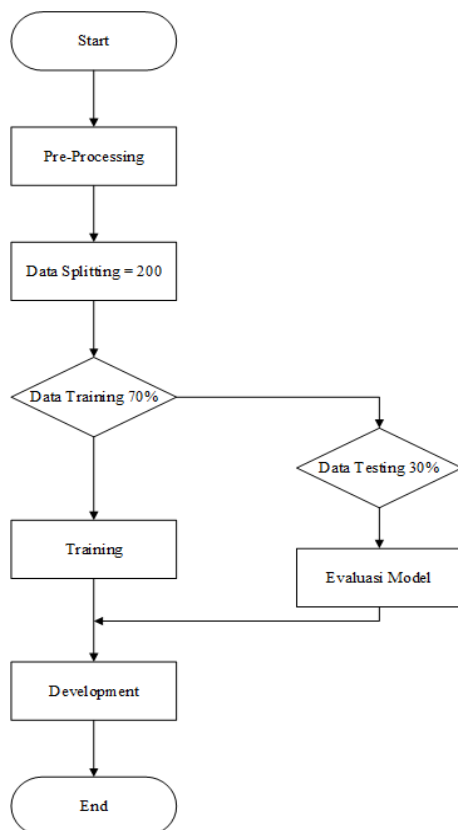 Start
Pre-Processing
Data Splitting = 200
Data Training 70%
Data Testing 30%
Training
Evaluasi Model
Development
End